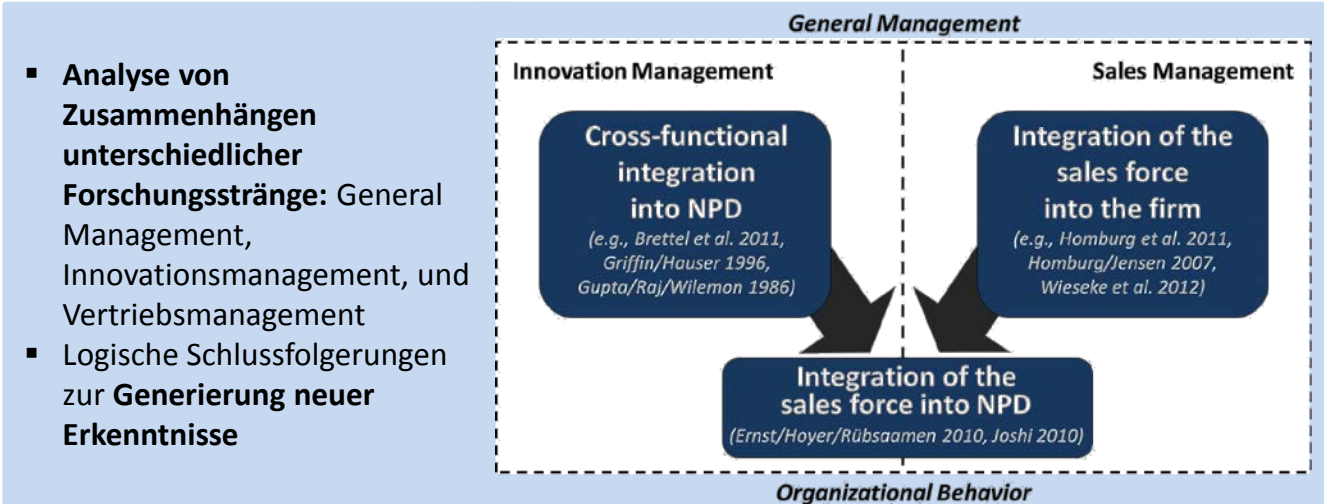 ▪ Analyse von
Zusammenhängen
unterschiedlicher
Forschungsstränge: General
Management,
Innovationsmanagement, und
Vertriebsmanagement
▪ Logische Schlussfolgerungen
zur Generierung neuer
Erkenntnisse
General Management
Innovation Management
Sales Management
Cross-functional
integration
into NPD
(e.g., Brettel et al. 2011,
Griffin/Hauser 1996,
Gupta/Raj/Wilemon 1986)
Integration of the
sales force
into the firm
(e.g., Homburg et al. 2011,
Homburg/Jensen 2007,
Wieseke et al. 2012)
Integration of the
sales force into NPD
(Ernst/Hoyer/Rübsaamen 2010, Joshi 2010)
Organizational Behavior